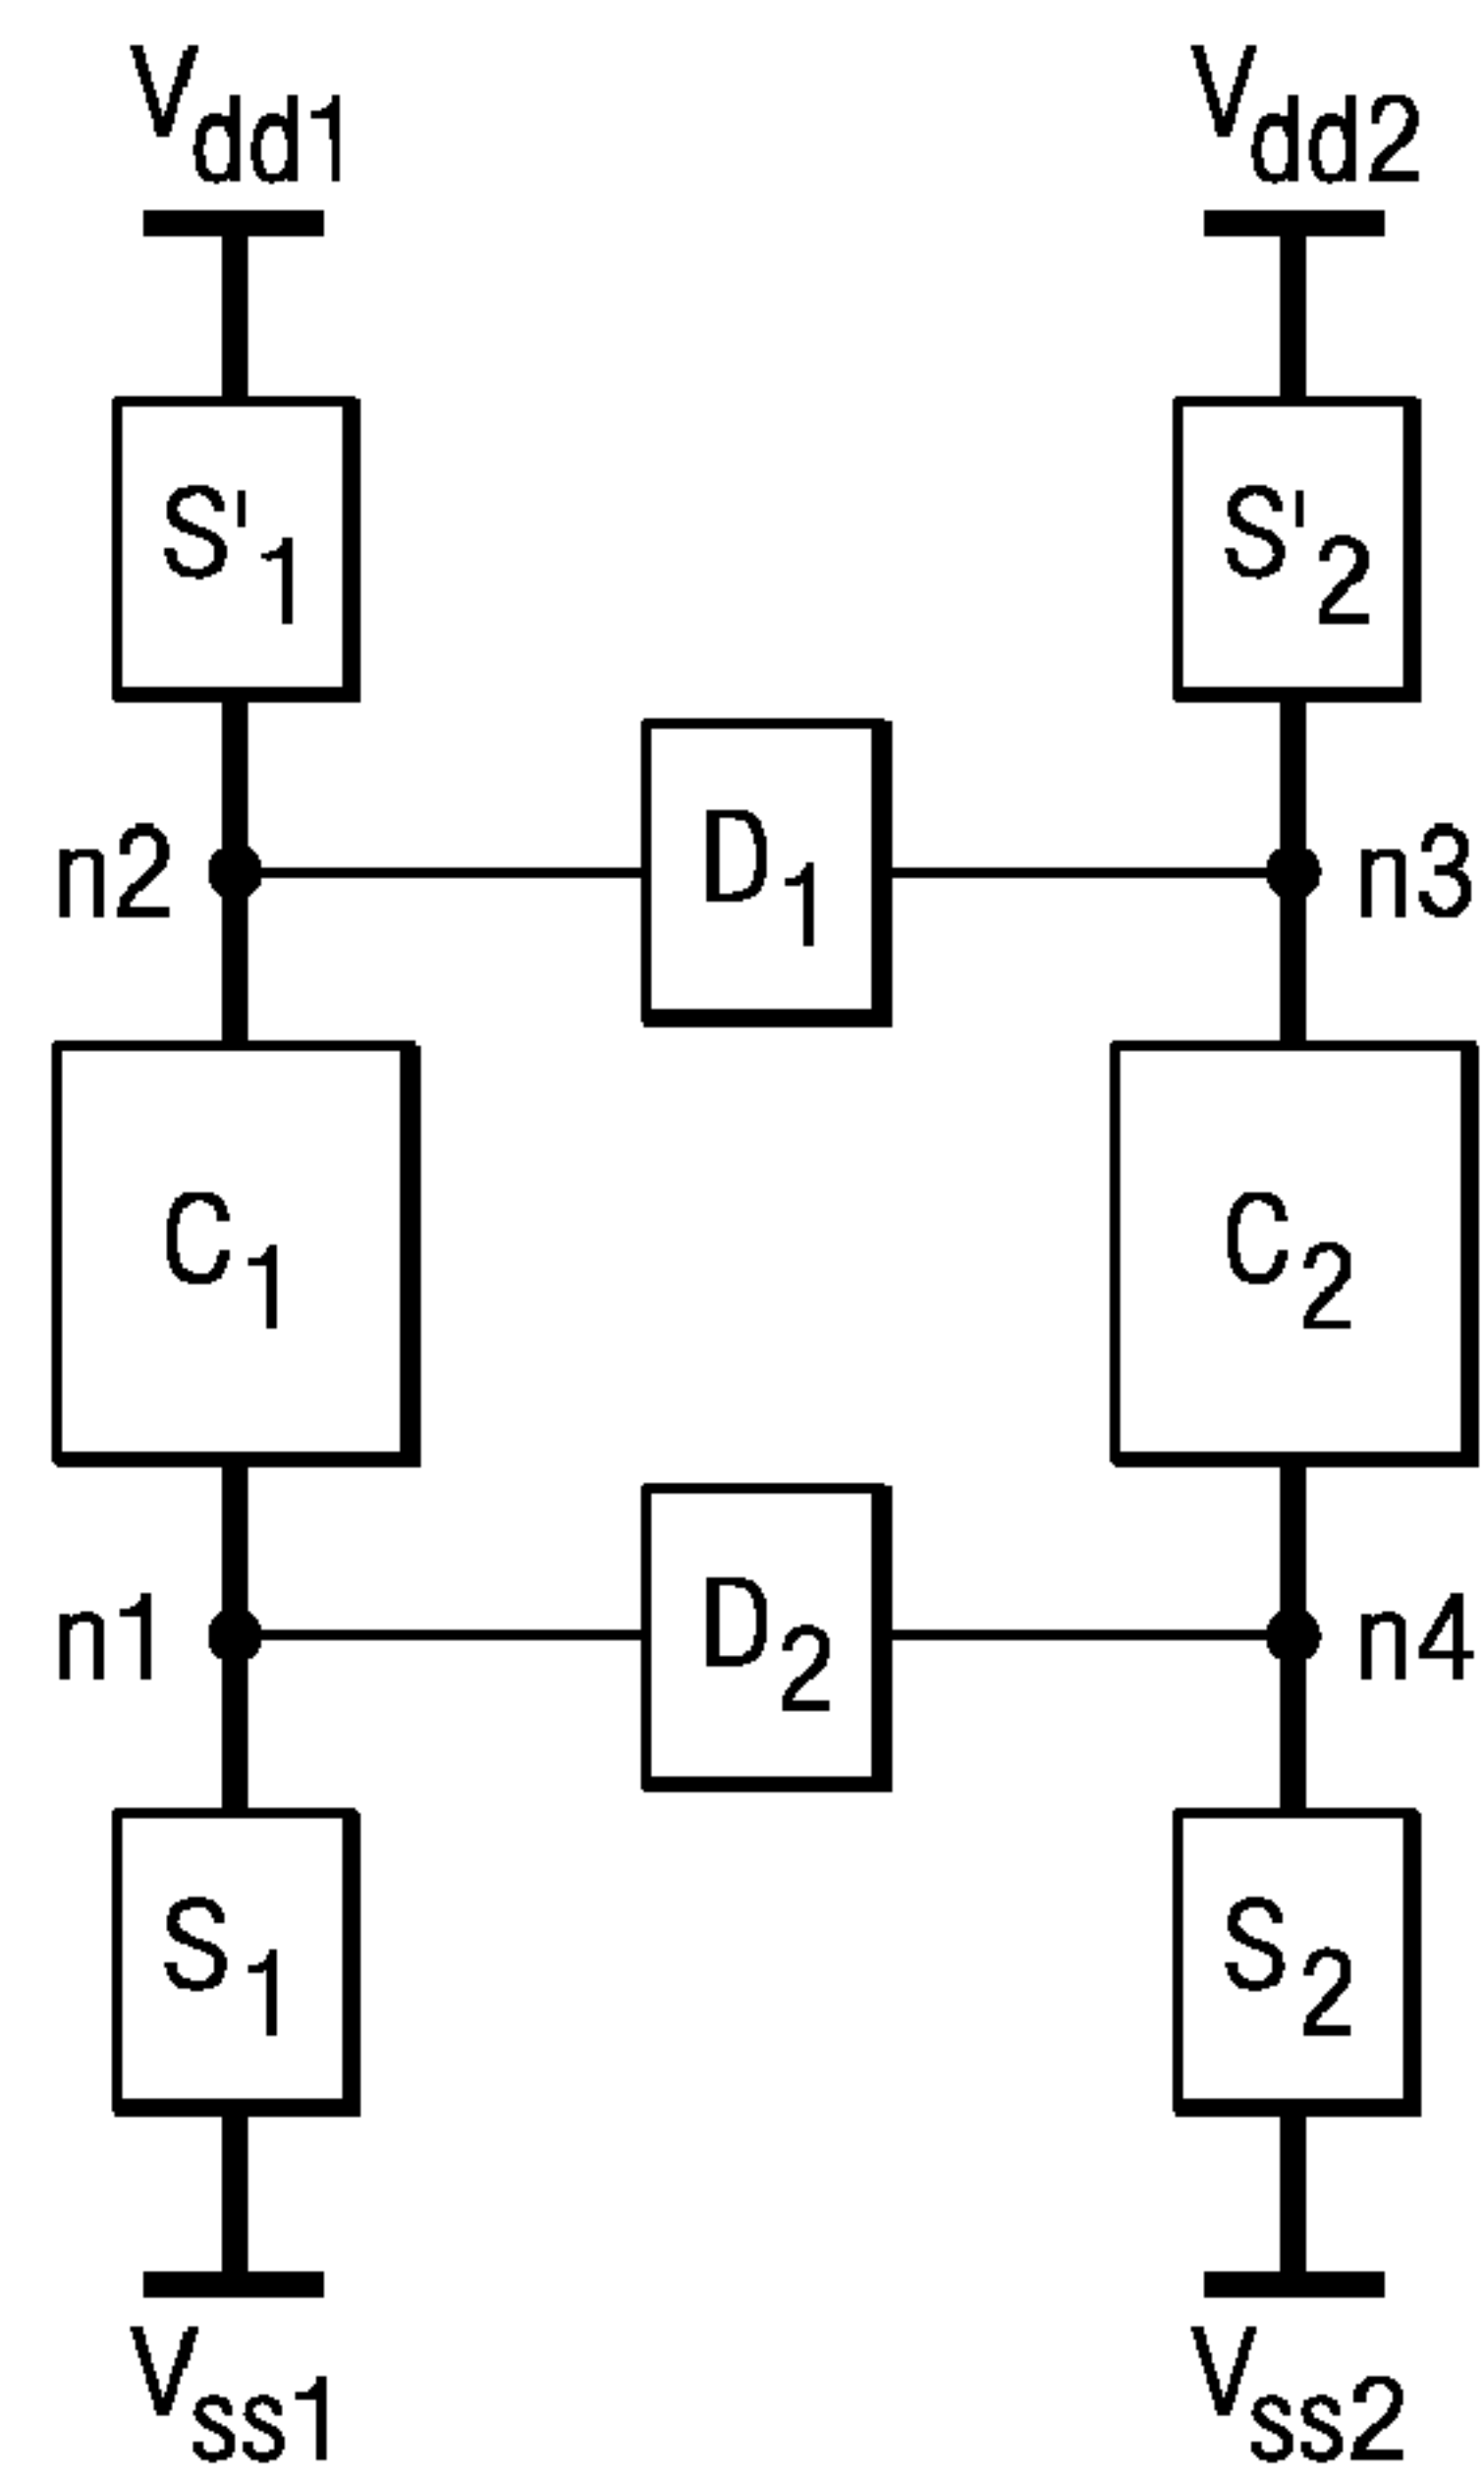 Vdd1 Vdd2
S'1 S'2
n2 D1 n3
C1 C2
n1 D2 n4
S1 S2
Vss1 Vss2